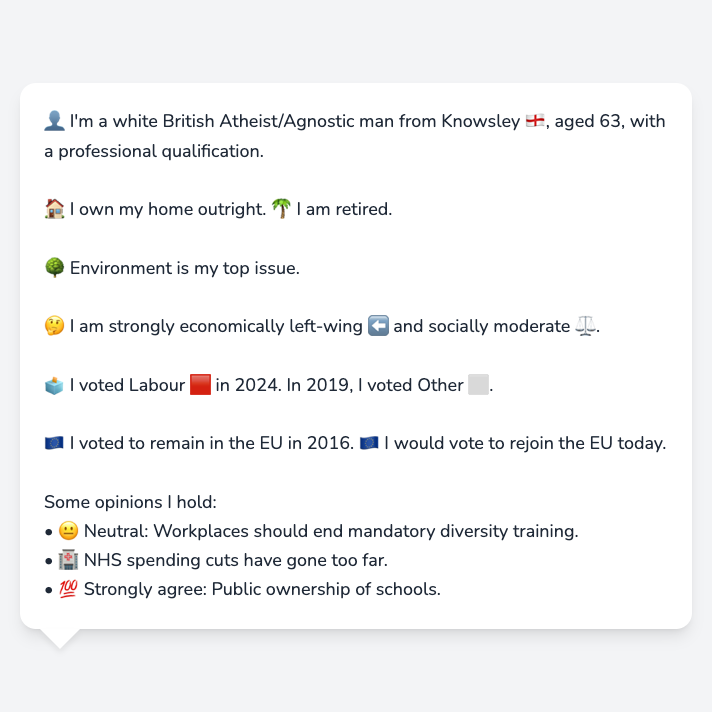 👤 I'm a white British Atheist/Agnostic man from Knowsley 🏴󠁧󠁢󠁥󠁮󠁧󠁿, aged 63, with
a professional qualification.
🏠 I own my home outright. 🌴 I am retired.
🌳 Environment is my top issue.
🤔 I am strongly economically left-wing ⬅️ and socially moderate ⚖️.
🗳️ I voted Labour 🟥 in 2024. In 2019, I voted Other ⬜.
🇪🇺 I voted to remain in the EU in 2016. 🇪🇺 I would vote to rejoin the EU today.
Some opinions I hold:
• 😐 Neutral: Workplaces should end mandatory diversity training.
• 🏥 NHS spending cuts have gone too far.
• 💯 Strongly agree: Public ownership of schools.